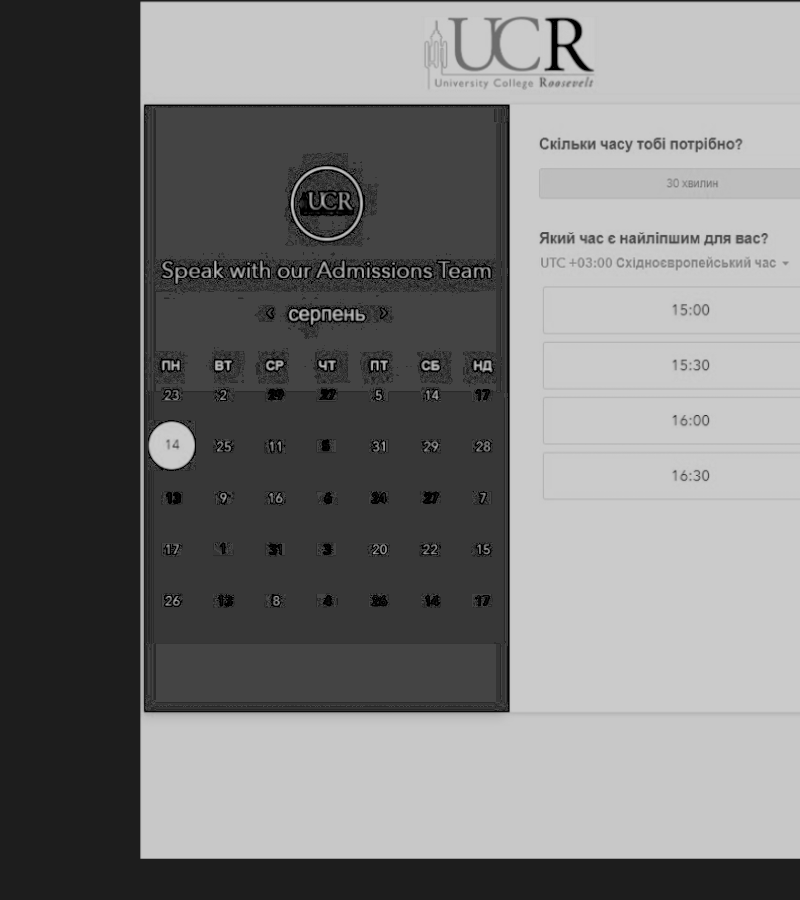 UCR
University College Roosevelt
UCR
Speak with our Admissions Team
‹ серпень ›
ПН ВТ СР ЧТ ПТ СБ НД
23 2 29 27 5 14 17
14 25 11 31 29 28
13 9 16 6 24 27 7
17 1 31 3 20 22 15
26 13 8 4 14 17
Скільки часу тобі потрібно?
30 хвилин
Який час є найліпшим для вас?
UTC +03:00 Східноєвропейський час
15:00
15:30
16:00
16:30